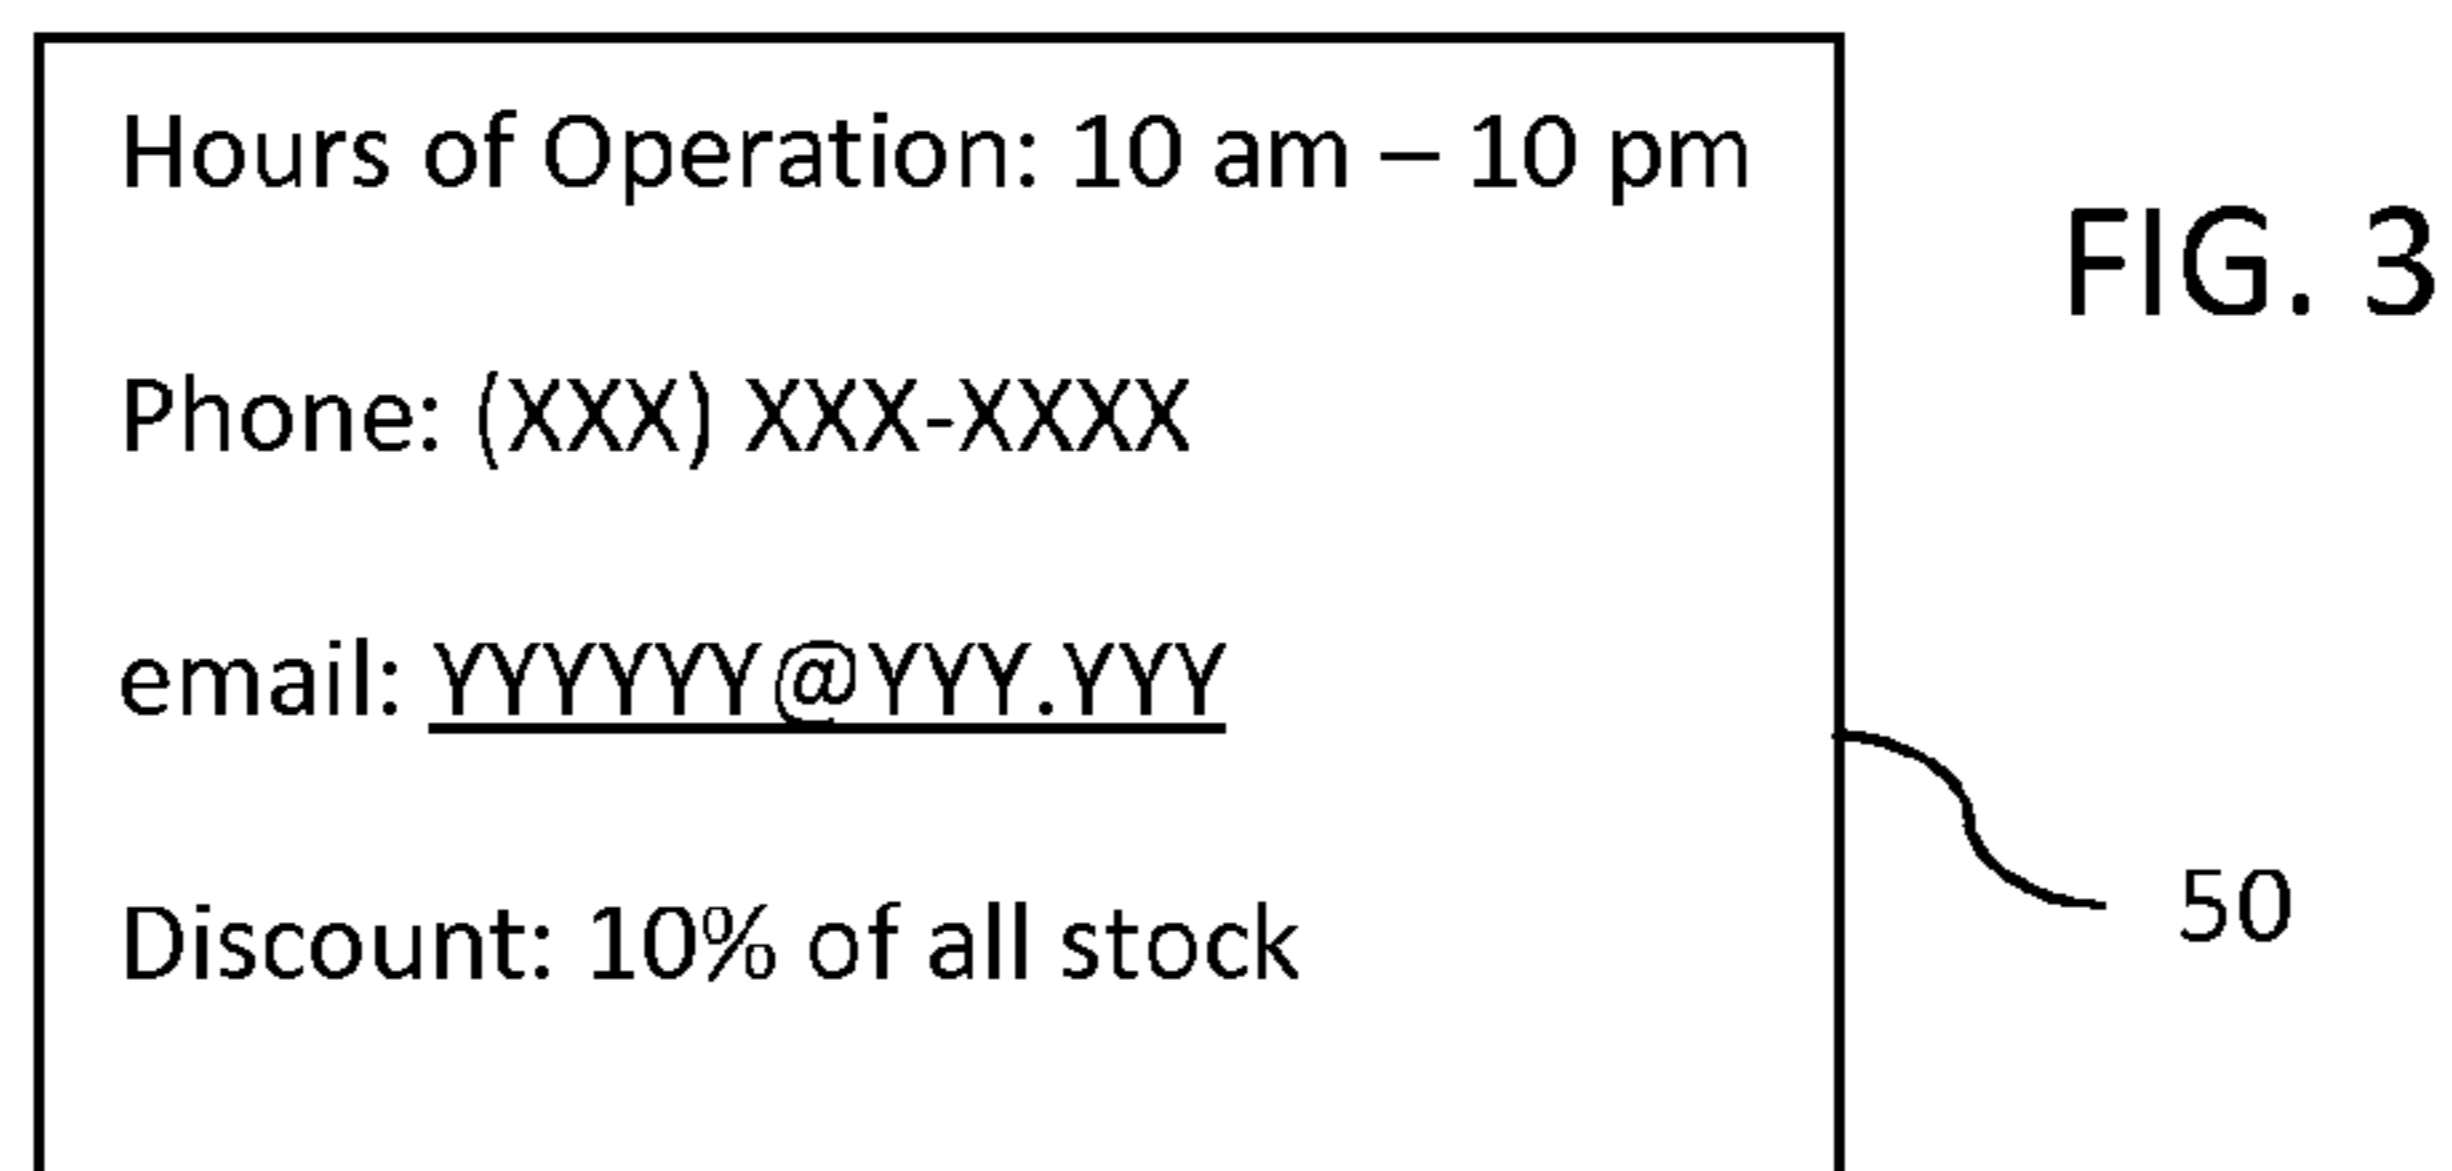 Hours of Operation: 10 am – 10 pm
FIG. 3
Phone: (XXX) XXX-XXXX
email: YYYYYY@YYY.YYY
Discount: 10% of all stock
50